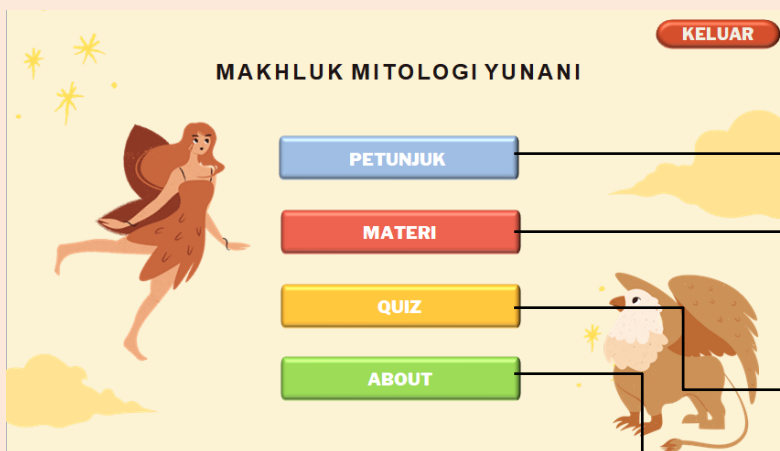 KELUAR
MAKHLUK MITOLOGI YUNANI
PETUNJUK
MATERI
QUIZ
ABOUT